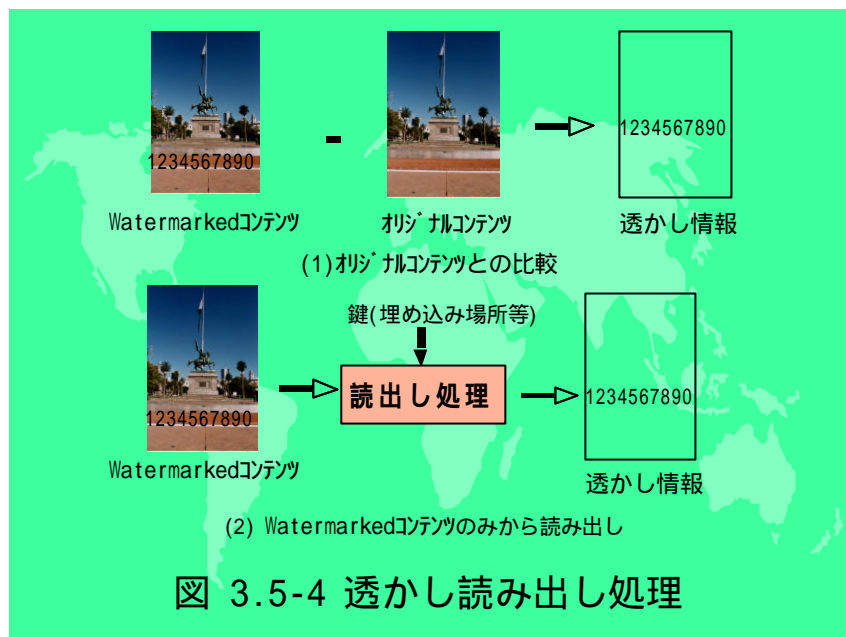 1234567890
-
1234567890
Watermarkedｺﾝﾃﾝﾂ
ｵﾘｼﾞﾅﾙｺﾝﾃﾝﾂ
透かし情報
(1)ｵﾘｼﾞﾅﾙｺﾝﾃﾝﾂとの比較
鍵(埋め込み場所等)
読出し処理
1234567890
1234567890
Watermarkedｺﾝﾃﾝﾂ
透かし情報
(2) Watermarkedｺﾝﾃﾝﾂのみから読み出し
図 3.5-4 透かし読み出し処理